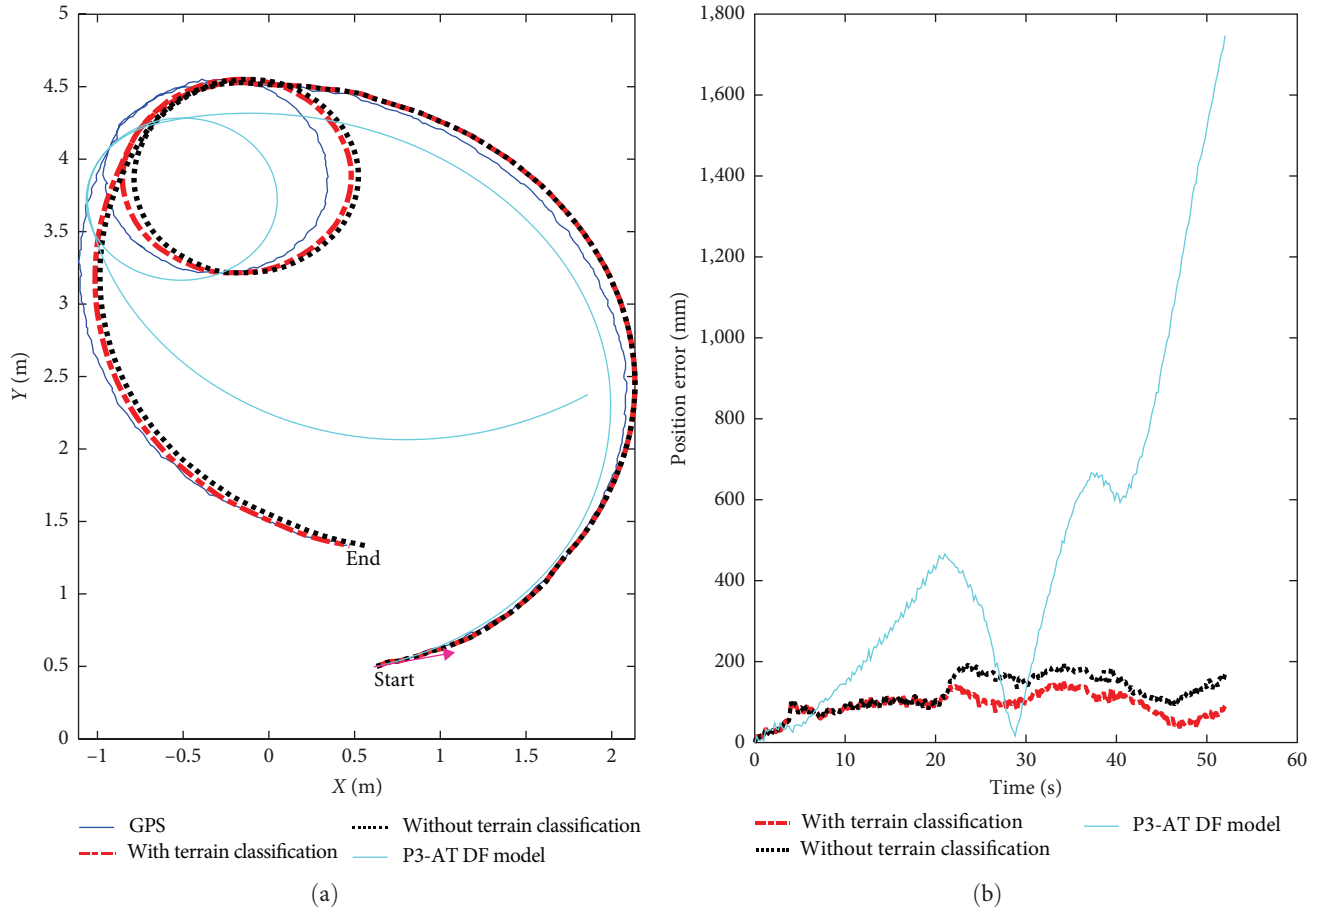 5
4.5
4
3.5
3
2.5
2
1.5
1
0.5
0
Y (m)
End
Start
−1
−0.5
0
0.5
1
1.5
2
X (m)
GPS
With terrain classification
Without terrain classification
P3-AT DF model
(a)
1,800
1,600
1,400
1,200
1,000
800
600
400
200
0
Position error (mm)
0
10
20
30
40
50
60
Time (s)
With terrain classification
Without terrain classification
P3-AT DF model
(b)